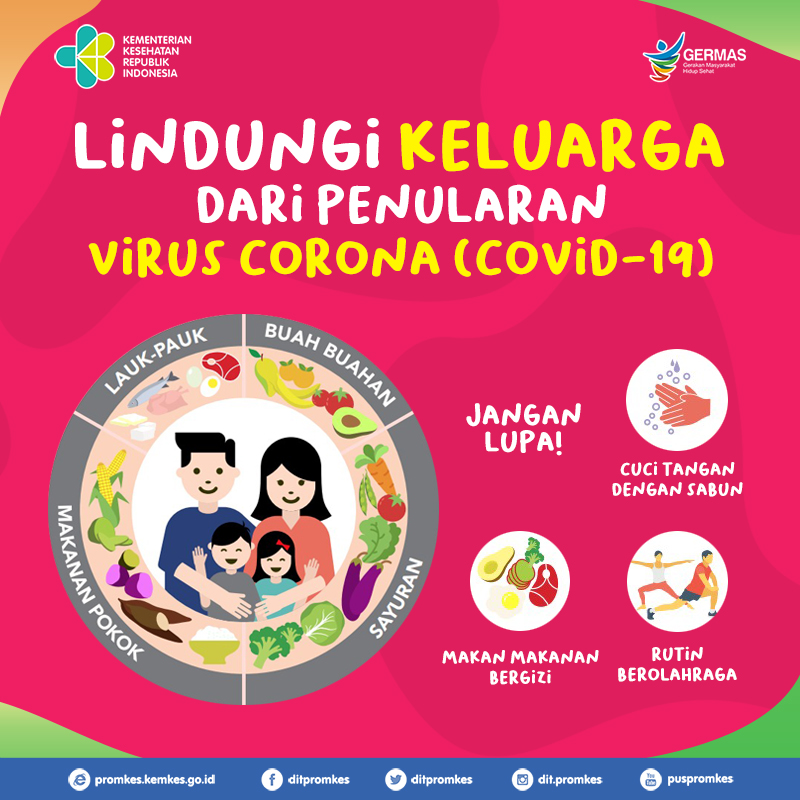 KEMENTERIAN
KESEHATAN
REPUBLIK
INDONESIA
GERMAS
Gerakan Masyarakat
Hidup Sehat
LINDUNGI KELUARGA
DARI PENULARAN
VIRUS CORONA (COVID-19)
LAUK-PAUK
BUAH BUAHAN
MAKANAN POKOK
SAYURAN
JANGAN
LUPA!
CUCI TANGAN
DENGAN SABUN
MAKAN MAKANAN
BERGIZI
RUTIN
BEROLAHRAGA
promkes.kemkes.go.id
ditpromkes
ditpromkes
dit.promkes
You
Tube
puspromkes